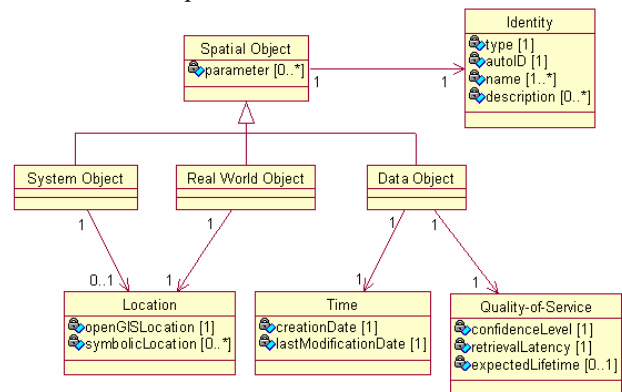 Identity
type [1]
autoID [1]
name [1..*]
description [0..*]
Spatial Object
parameter [0..*]
1
1
System Object
Real World Object
Data Object
1
1
1
1
0..1
1
1
1
Location
openGISLocation [1]
symbolicLocation [0..*]
Time
creationDate [1]
lastModificationDate [1]
Quality-of-Service
confidenceLevel [1]
retrievalLatency [1]
expectedLifetime [0..1]